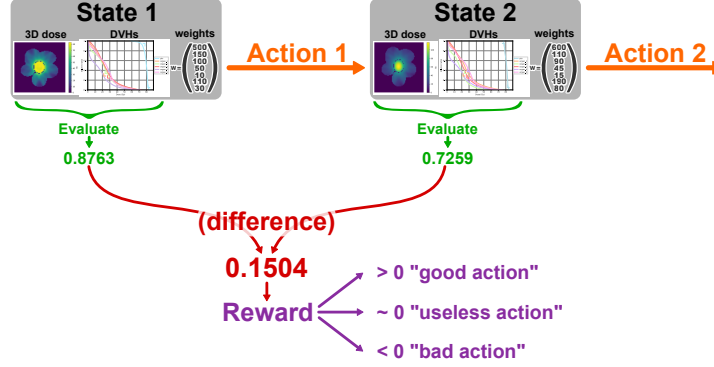 State 1
State 2
3D dose
DVHs
weights
3D dose
DVHs
weights
w =
500
150
100
50
10
110
30
Action 1
w =
600
110
90
45
15
190
80
Action 2
Evaluate
Evaluate
0.8763
0.7259
(difference)
0.1504
Reward
> 0 "good action"
~ 0 "useless action"
< 0 "bad action"